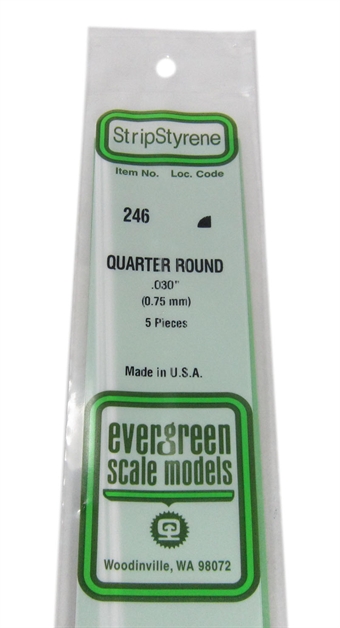 StripStyrene
Item No. Loc. Code
246
QUARTER ROUND
.030"
(0.75 mm)
5 Pieces
Made in U.S.A.
evergreen
scale models
Woodinville, WA 98072